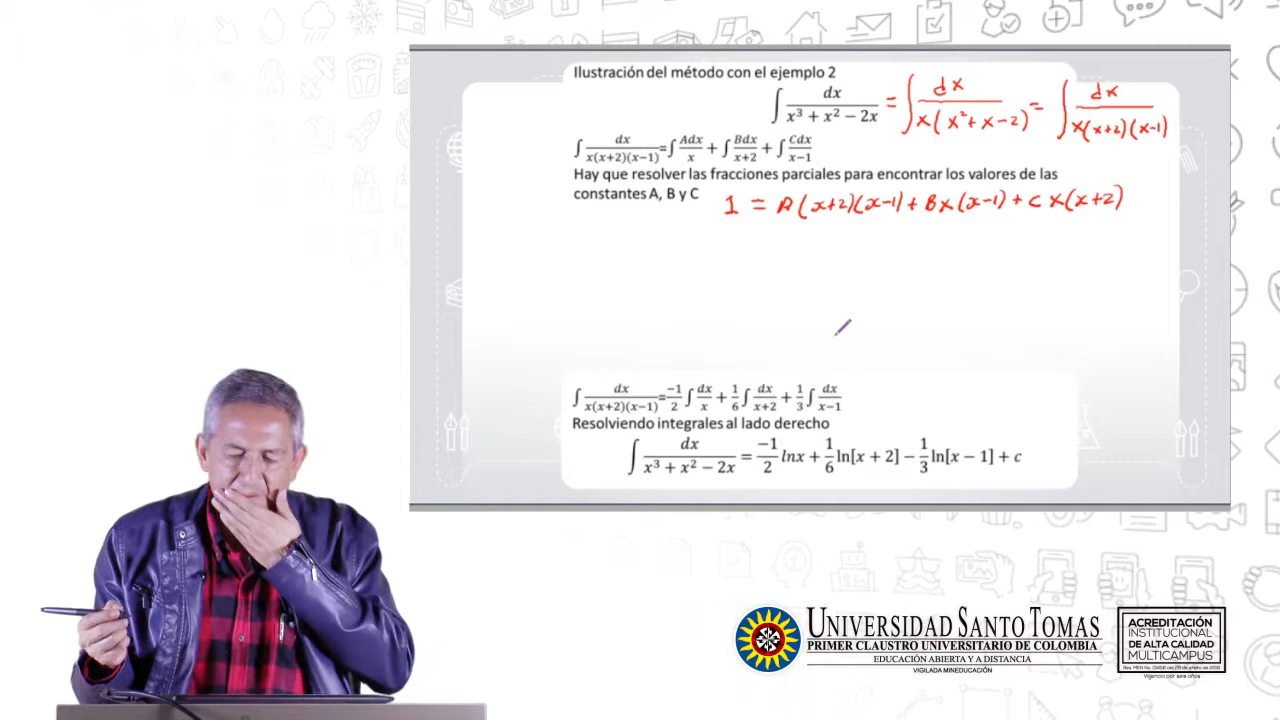 Ilustración del método con el ejemplo 2
∫ dx / x³ + x² − 2x = ∫ dx / x(x² + x − 2) = ∫ dx / x(x+2)(x−1)
∫ dx / x(x+2)(x−1) = ∫ Adx / x + ∫ Bdx / x+2 + ∫ Cdx / x−1
Hay que resolver las fracciones parciales para encontrar los valores de las
constantes A, B y C
1 = A(x+2)(x−1) + Bx(x−1) + Cx(x+2)
∫ dx / x(x+2)(x−1) = −1/2 ∫ dx / x + 1/6 ∫ dx / x+2 + 1/3 ∫ dx / x−1
Resolviendo integrales al lado derecho
∫ dx / x³ + x² − 2x = −1/2 lnx + 1/6 ln[x + 2] − 1/3 ln[x − 1] + c
UNIVERSIDAD SANTO TOMAS
PRIMER CLAUSTRO UNIVERSITARIO DE COLOMBIA
EDUCACIÓN ABIERTA Y A DISTANCIA
VIGILADA MINEDUCACIÓN
ACREDITACIÓN
INSTITUCIONAL
DE ALTA CALIDAD
MULTICAMPUS